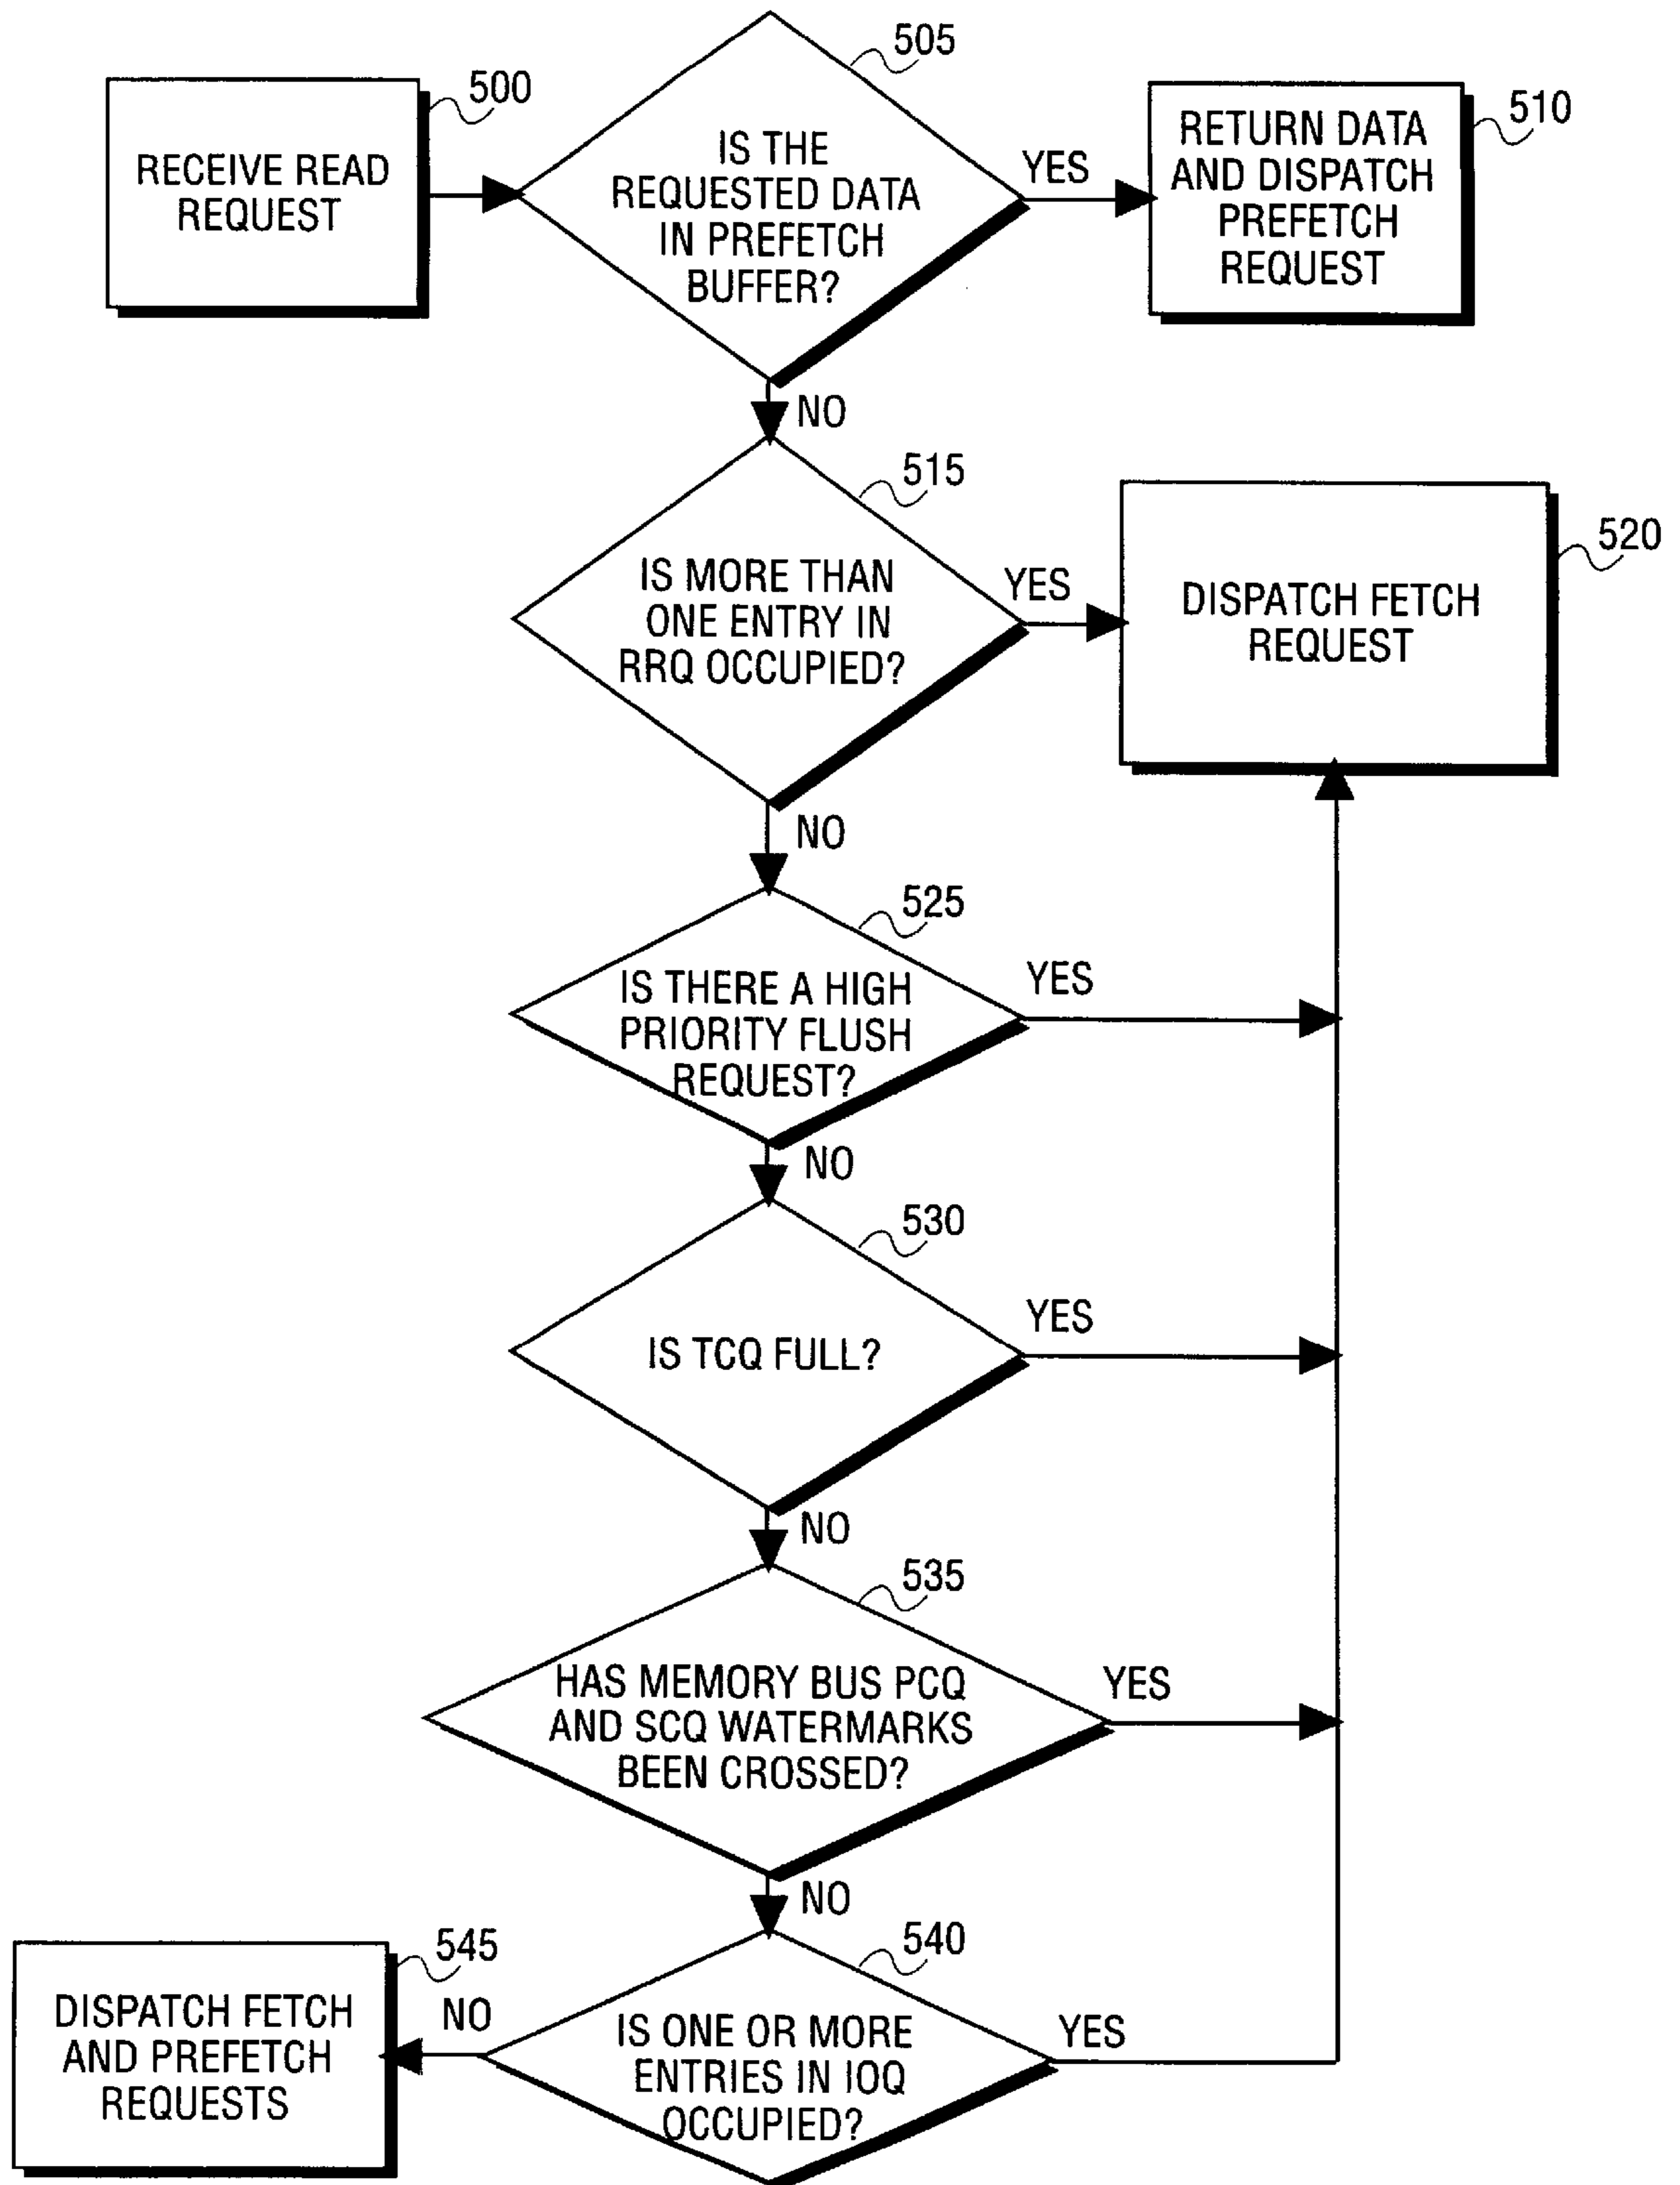 500
RECEIVE READ
REQUEST
505
IS THE
REQUESTED DATA
IN PREFETCH
BUFFER?
YES
510
RETURN DATA
AND DISPATCH
PREFETCH
REQUEST
NO
515
IS MORE THAN
ONE ENTRY IN
RRQ OCCUPIED?
YES
520
DISPATCH FETCH
REQUEST
NO
525
IS THERE A HIGH
PRIORITY FLUSH
REQUEST?
YES
NO
530
IS TCQ FULL?
YES
NO
535
HAS MEMORY BUS PCQ
AND SCQ WATERMARKS
BEEN CROSSED?
YES
NO
540
IS ONE OR MORE
ENTRIES IN IOQ
OCCUPIED?
YES
NO
545
DISPATCH FETCH
AND PREFETCH
REQUESTS